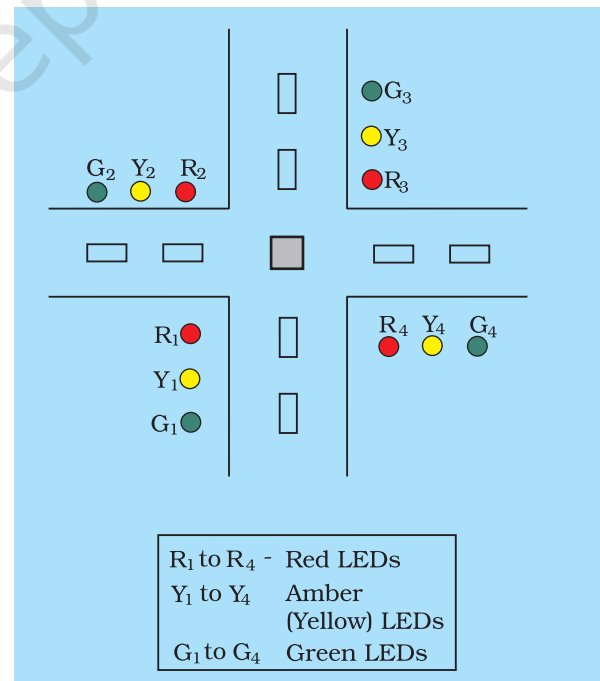 G₃
Y₃
G₂ Y₂ R₂
R₃
R₁
R₄ Y₄ G₄
Y₁
G₁
R₁ to R₄ - Red LEDs
Y₁ to Y₄ Amber
(Yellow) LEDs
G₁ to G₄ Green LEDs